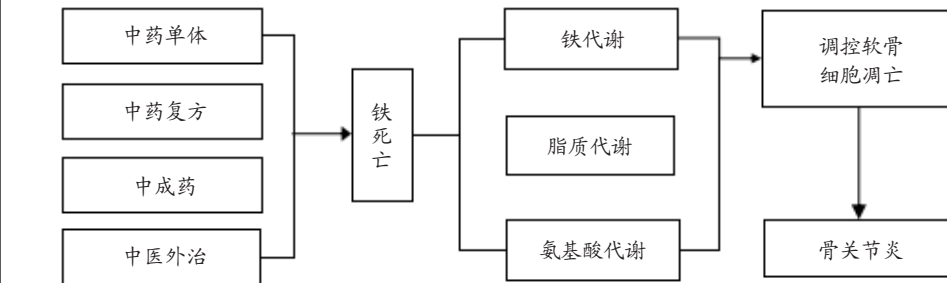 中药单体
中药复方
中成药
中医外治
铁
死
亡
铁代谢
脂质代谢
氨基酸代谢
调控软骨
细胞凋亡
骨关节炎